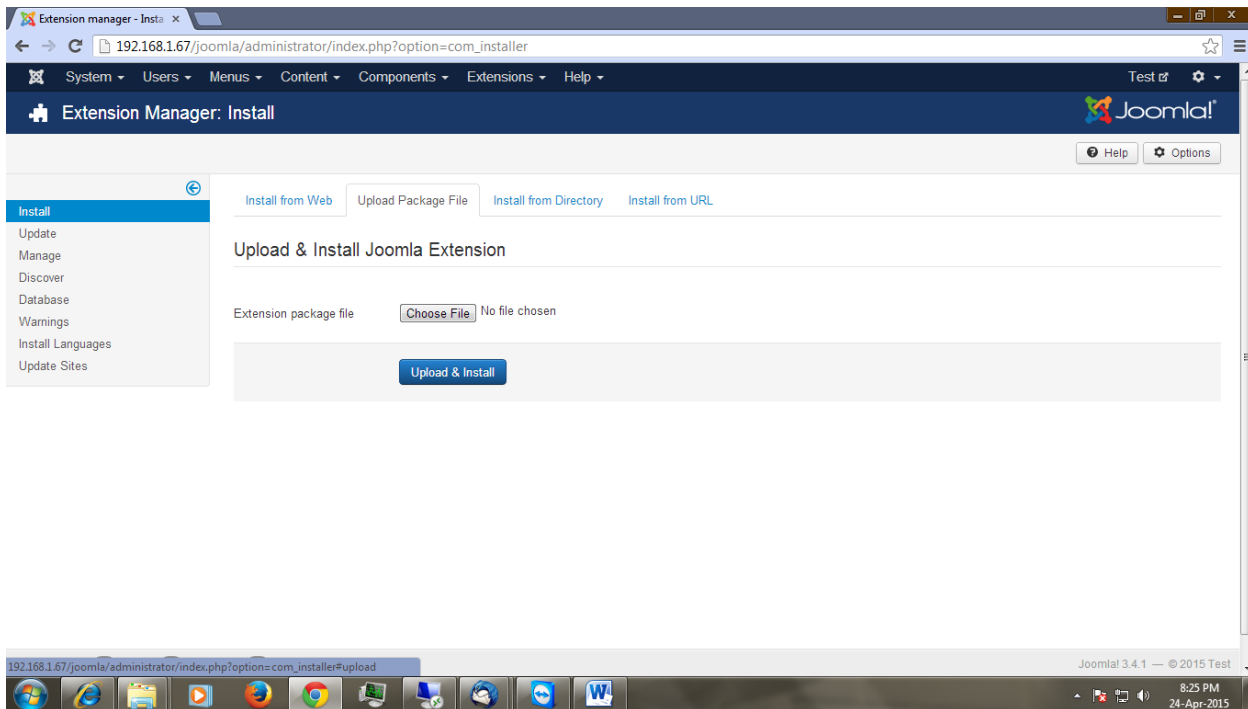 Extension manager - Insta
192.168.1.67/joomla/administrator/index.php?option=com_installer
System Users Menus Content Components Extensions Help Test
Extension Manager: Install Joomla!
Help Options
Install from Web Upload Package File Install from Directory Install from URL
Install
Update
Manage
Discover
Database
Warnings
Install Languages
Update Sites
Upload & Install Joomla Extension
Extension package file Choose File No file chosen
Upload & Install
192.168.1.67/joomla/administrator/index.php?option=com_installer#upload
Joomla! 3.4.1 — © 2015 Test
8:25 PM
24-Apr-2015